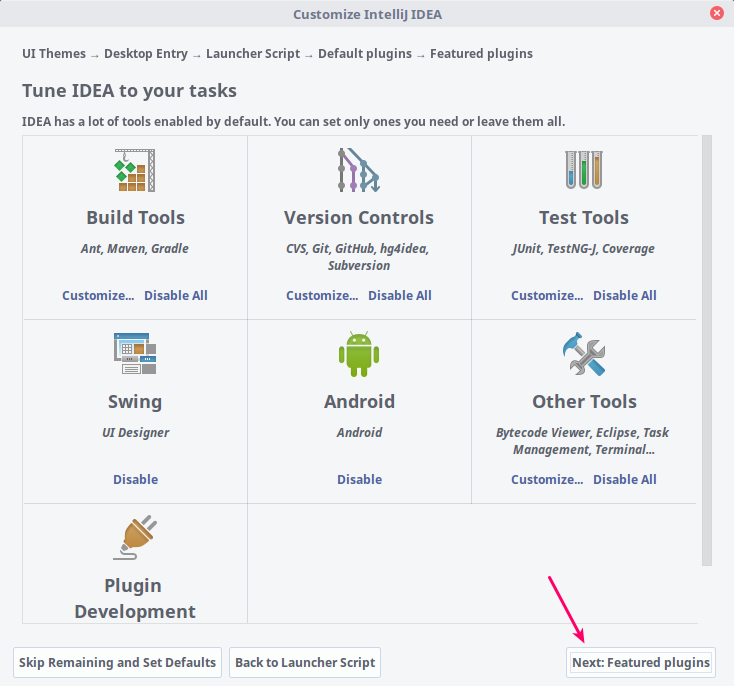 Customize IntelliJ IDEA
UI Themes → Desktop Entry → Launcher Script → Default plugins → Featured plugins
Tune IDEA to your tasks
IDEA has a lot of tools enabled by default. You can set only ones you need or leave them all.
Build Tools
Ant, Maven, Gradle
Customize... Disable All
Version Controls
CVS, Git, GitHub, hg4idea,
Subversion
Customize... Disable All
Test Tools
JUnit, TestNG-J, Coverage
Customize... Disable All
Swing
UI Designer
Disable
Android
Android
Disable
Other Tools
Bytecode Viewer, Eclipse, Task
Management, Terminal...
Customize... Disable All
Plugin
Development
Skip Remaining and Set Defaults
Back to Launcher Script
Next: Featured plugins